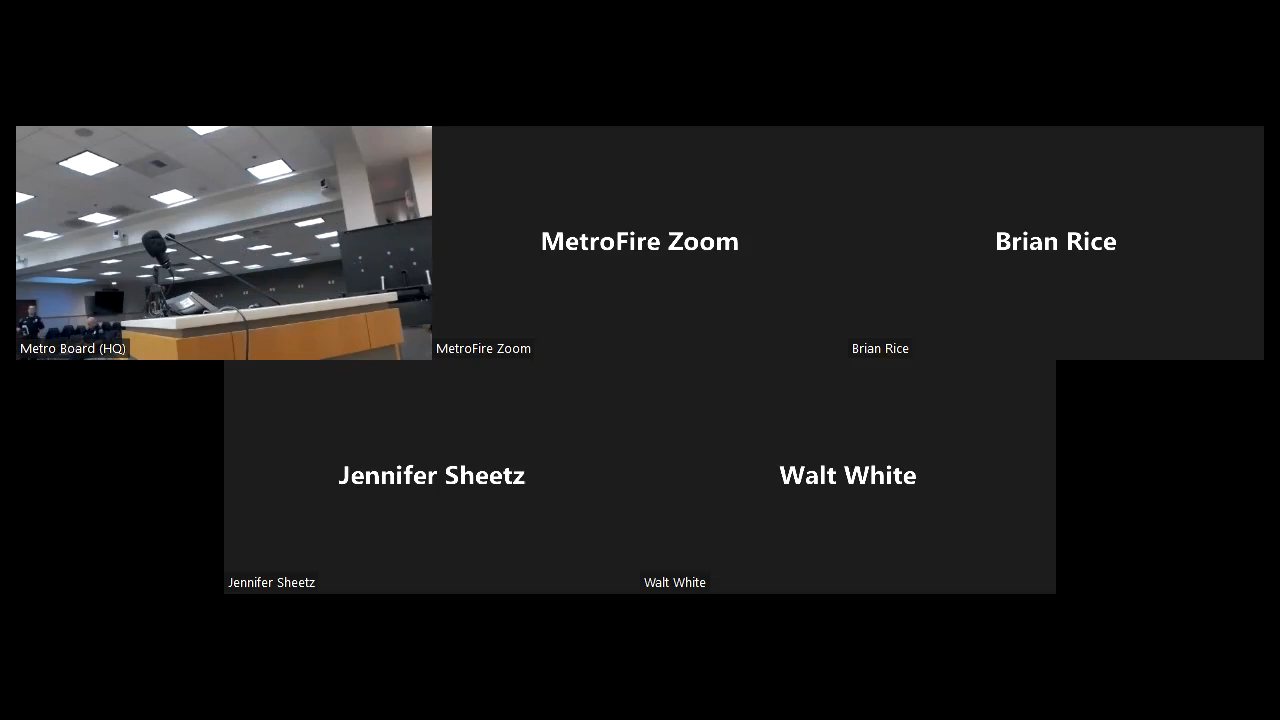 MetroFire Zoom
Brian Rice
Metro Board (HQ)
MetroFire Zoom
Brian Rice
Jennifer Sheetz
Walt White
Jennifer Sheetz
Walt White